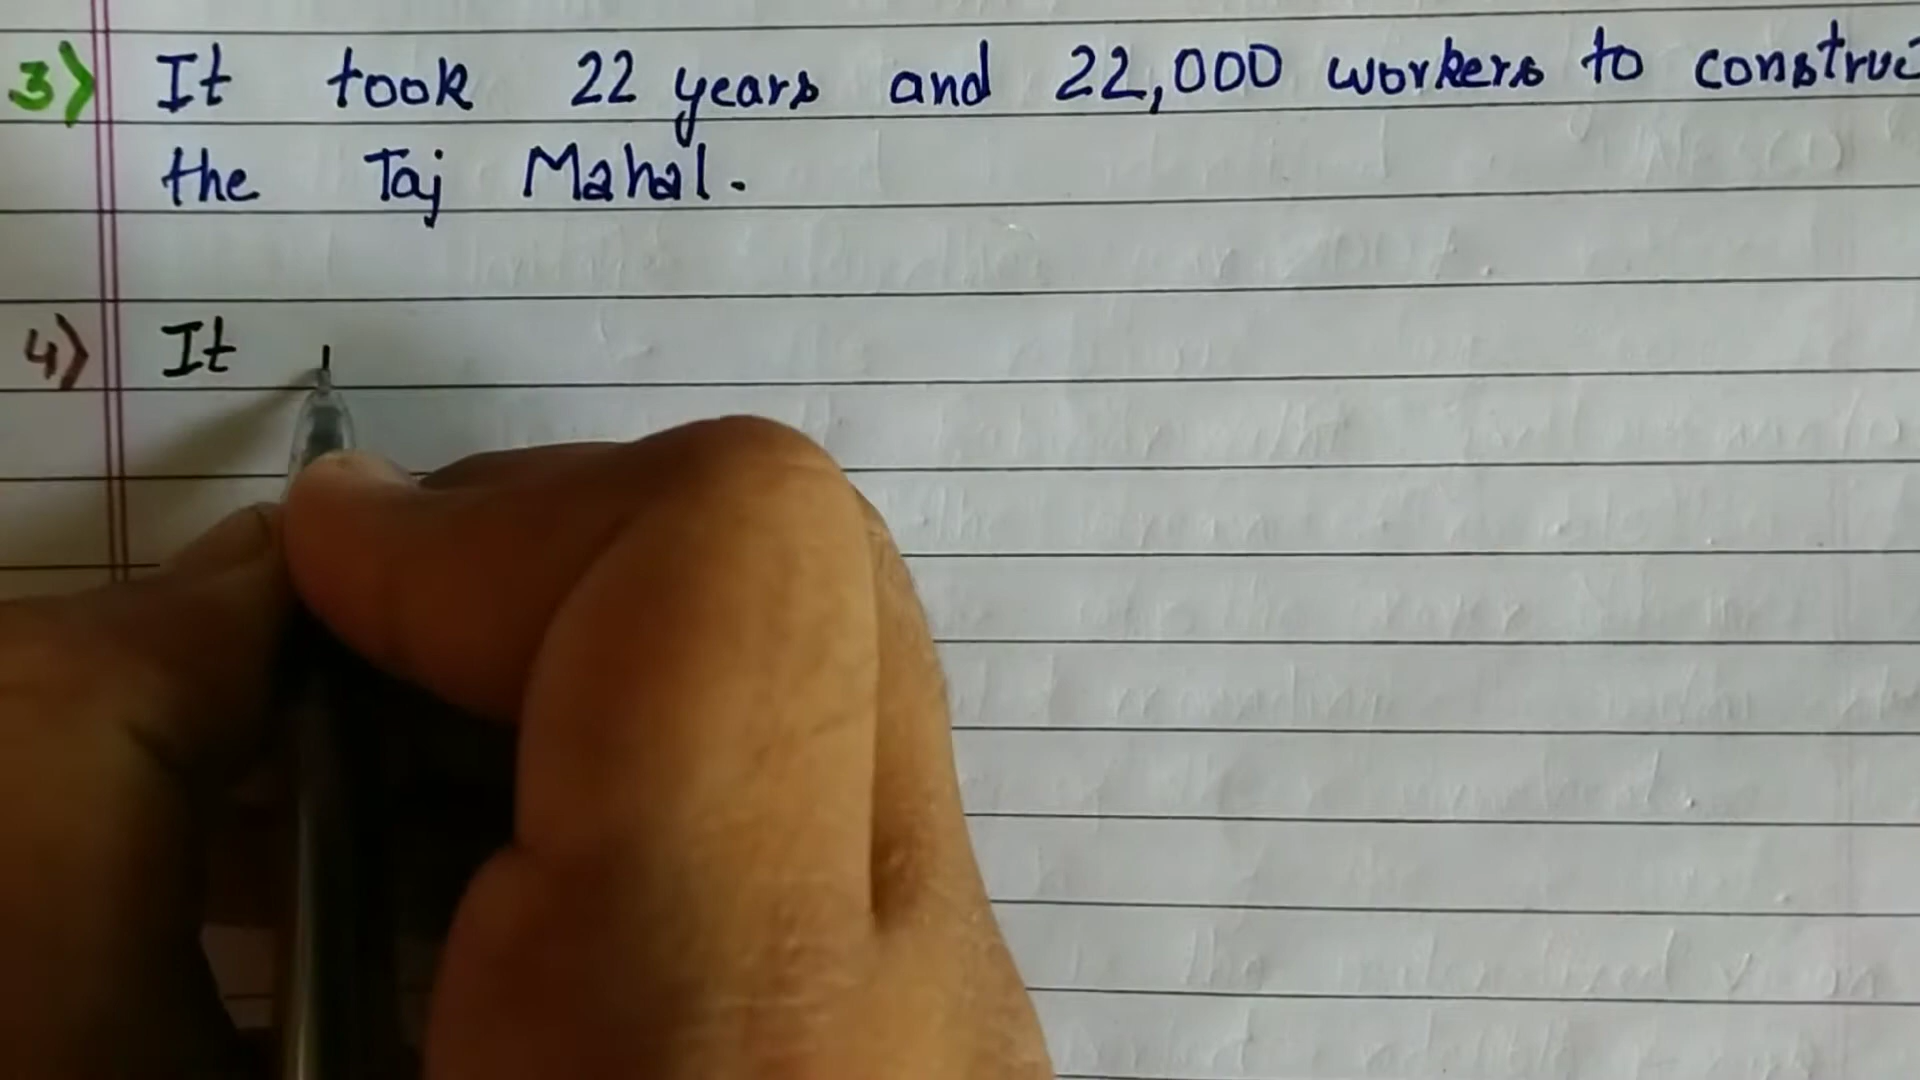 3) It took 22 years and 22,000 workers to construc
the Taj Mahal.
4) It